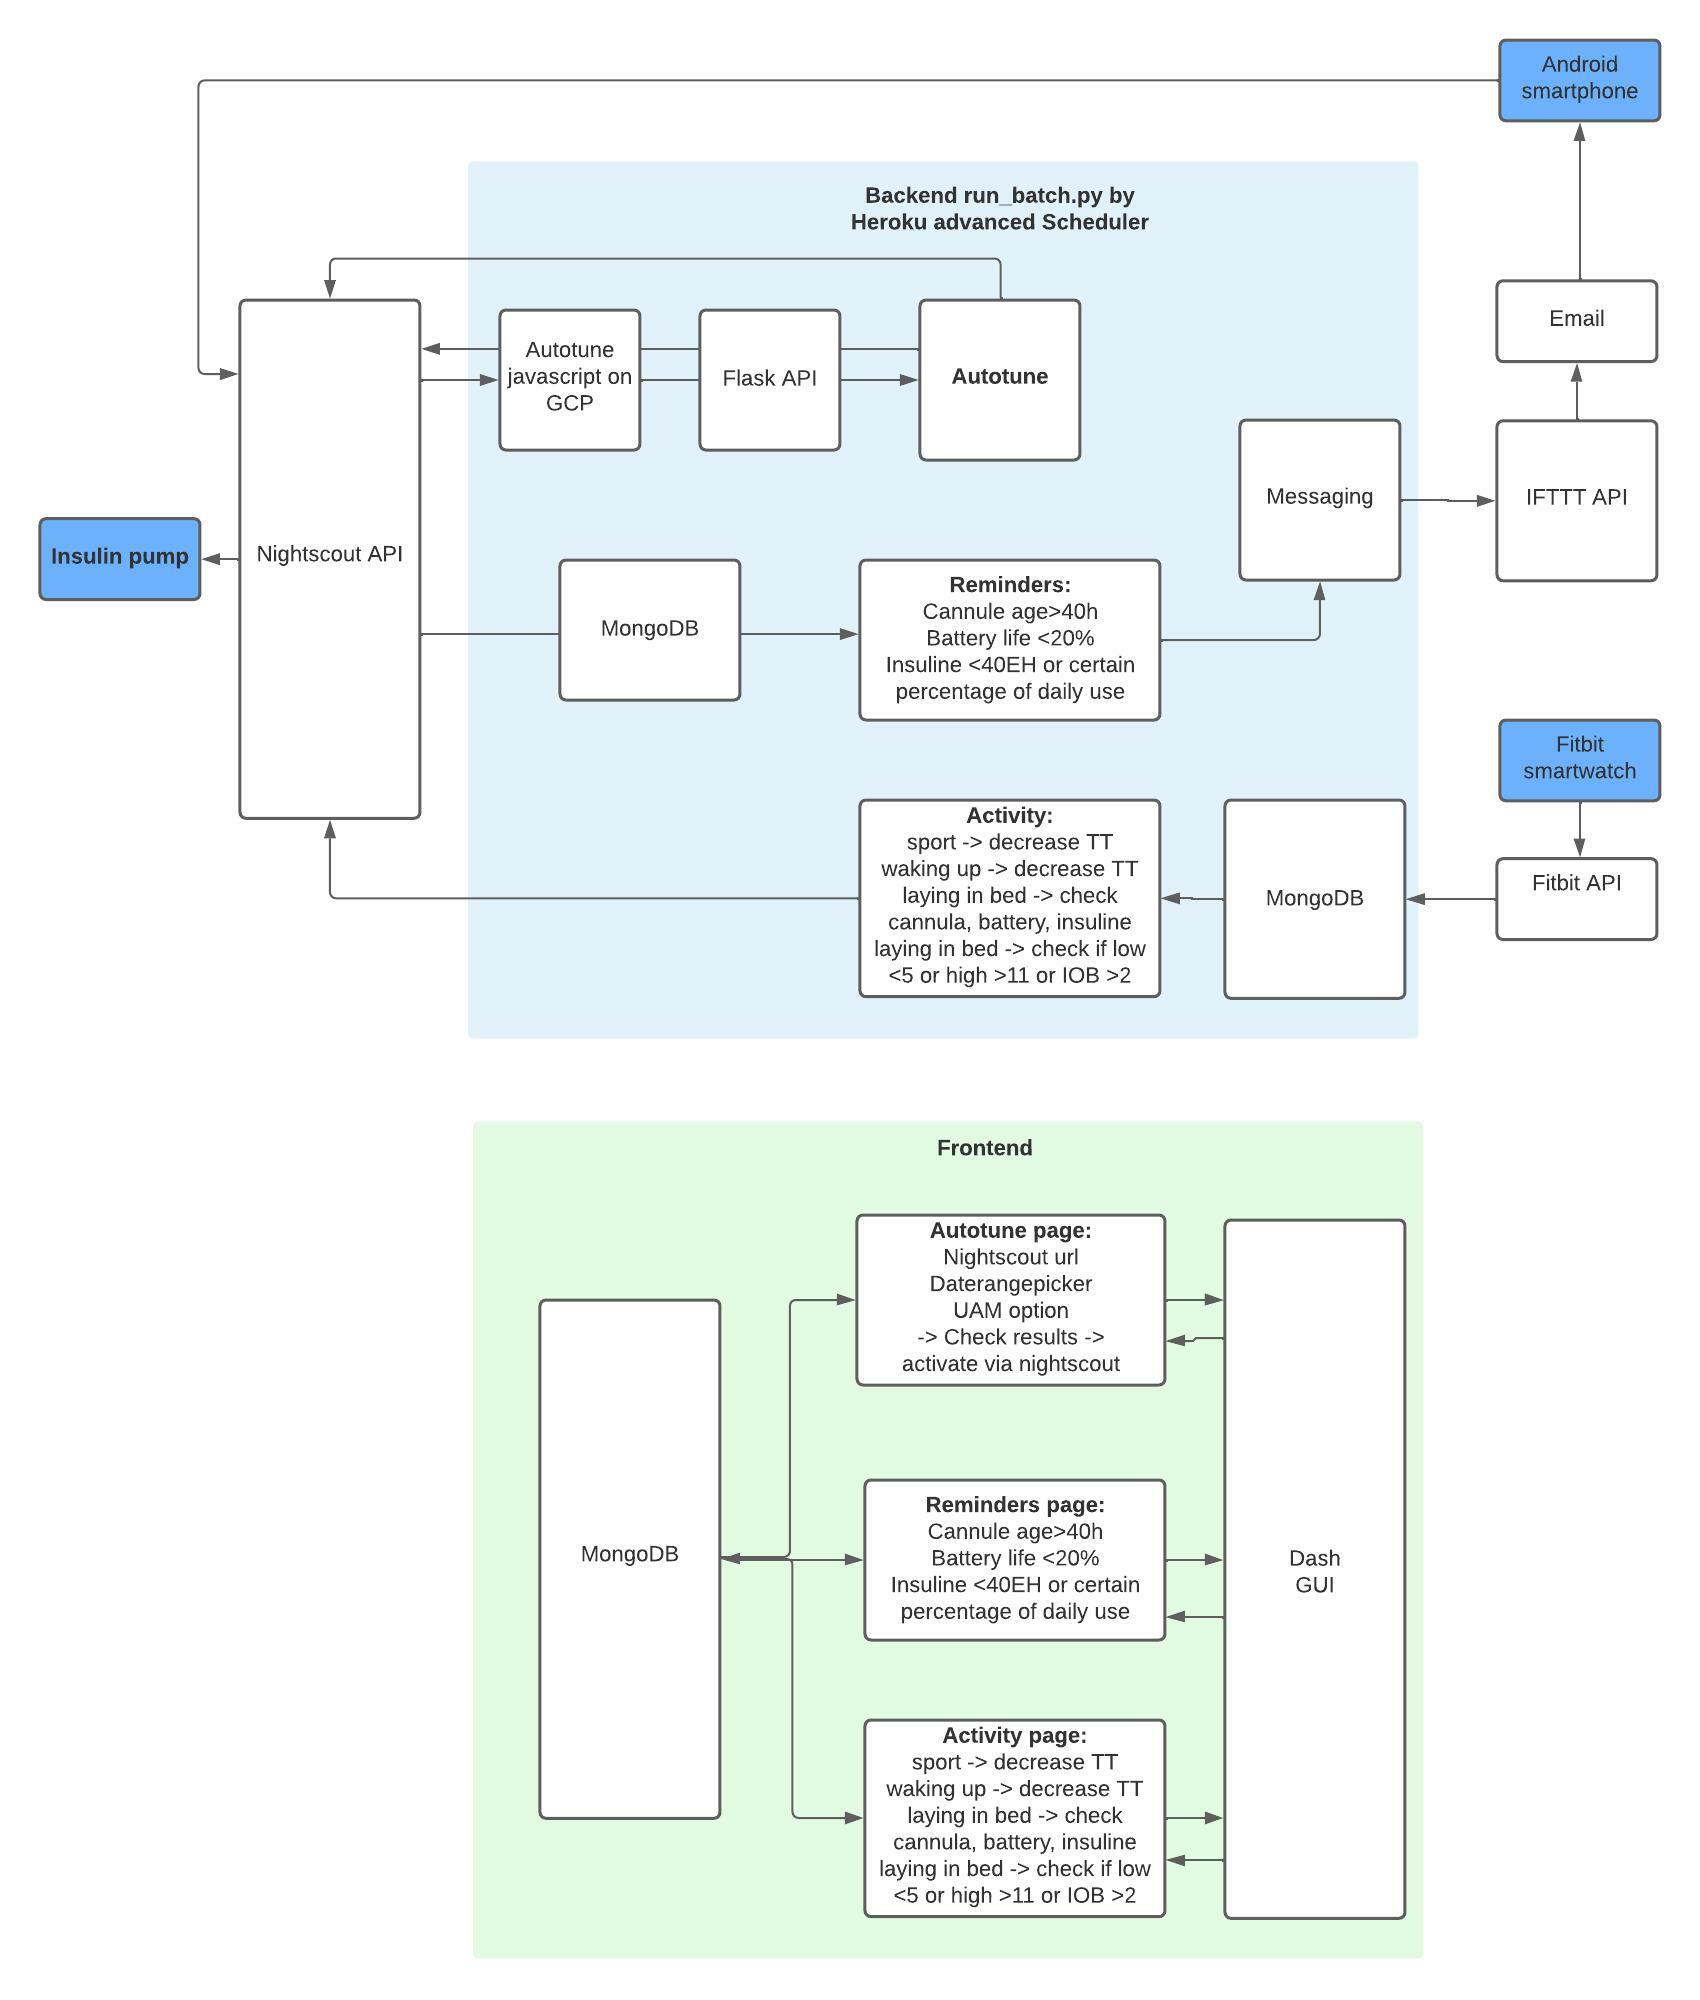 Android
smartphone
Backend run_batch.py by
Heroku advanced Scheduler
Email
Autotune
javascript on
GCP
Flask API
Autotune
Messaging
IFTTT API
Insulin pump
Nightscout API
MongoDB
Reminders:
Cannule age>40h
Battery life <20%
Insuline <40EH or certain
percentage of daily use
Fitbit
smartwatch
Activity:
sport -> decrease TT
waking up -> decrease TT
laying in bed -> check
cannula, battery, insuline
laying in bed -> check if low
<5 or high >11 or IOB >2
MongoDB
Fitbit API
Frontend
Autotune page:
Nightscout url
Daterangepicker
UAM option
-> Check results ->
activate via nightscout
MongoDB
Reminders page:
Cannule age>40h
Battery life <20%
Insuline <40EH or certain
percentage of daily use
Dash
GUI
Activity page:
sport -> decrease TT
waking up -> decrease TT
laying in bed -> check
cannula, battery, insuline
laying in bed -> check if low
<5 or high >11 or IOB >2